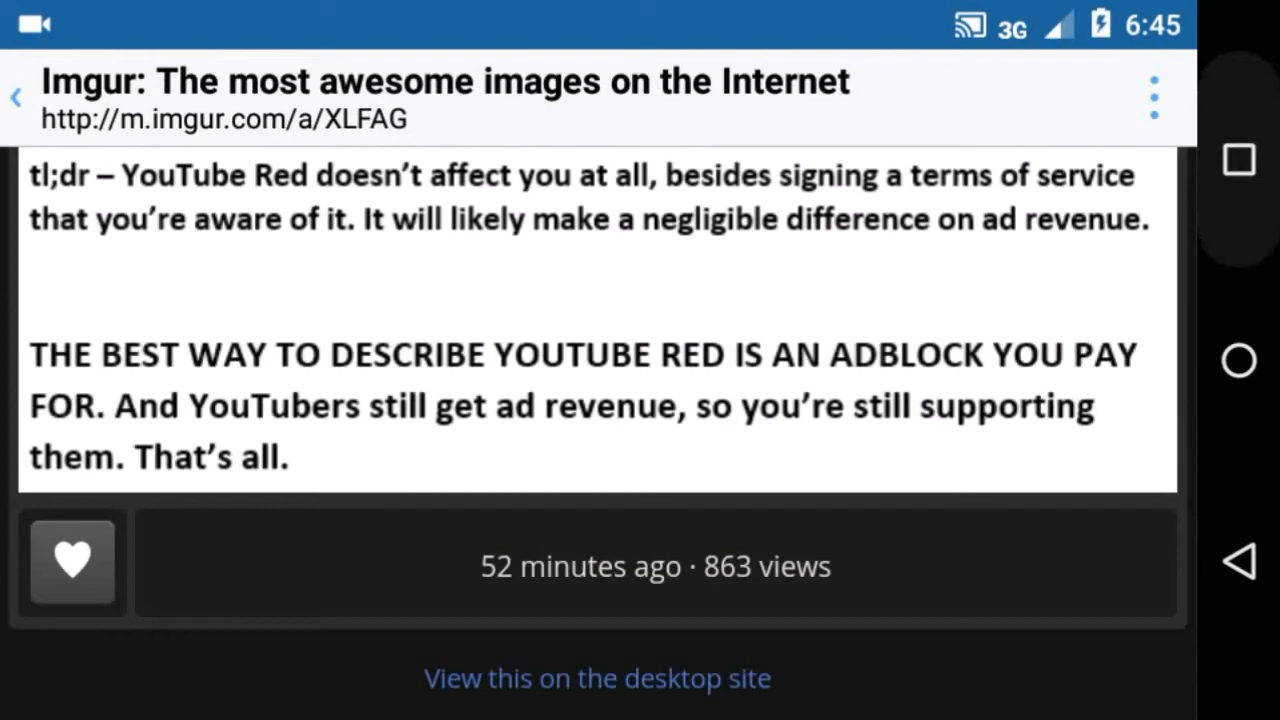 3G 6:45
Imgur: The most awesome images on the Internet
http://m.imgur.com/a/XLFAG
tl;dr – YouTube Red doesn’t affect you at all, besides signing a terms of service
that you’re aware of it. It will likely make a negligible difference on ad revenue.
THE BEST WAY TO DESCRIBE YOUTUBE RED IS AN ADBLOCK YOU PAY
FOR. And YouTubers still get ad revenue, so you’re still supporting
them. That’s all.
52 minutes ago · 863 views
View this on the desktop site